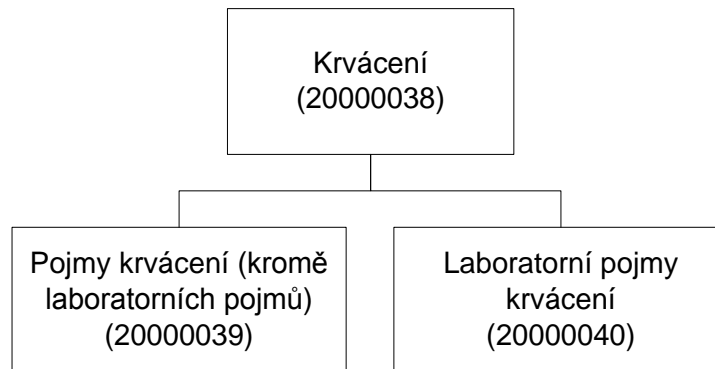 Krvácení
(20000038)
Pojmy krvácení (kromě
laboratorních pojmů)
(20000039)
Laboratorní pojmy
krvácení
(20000040)